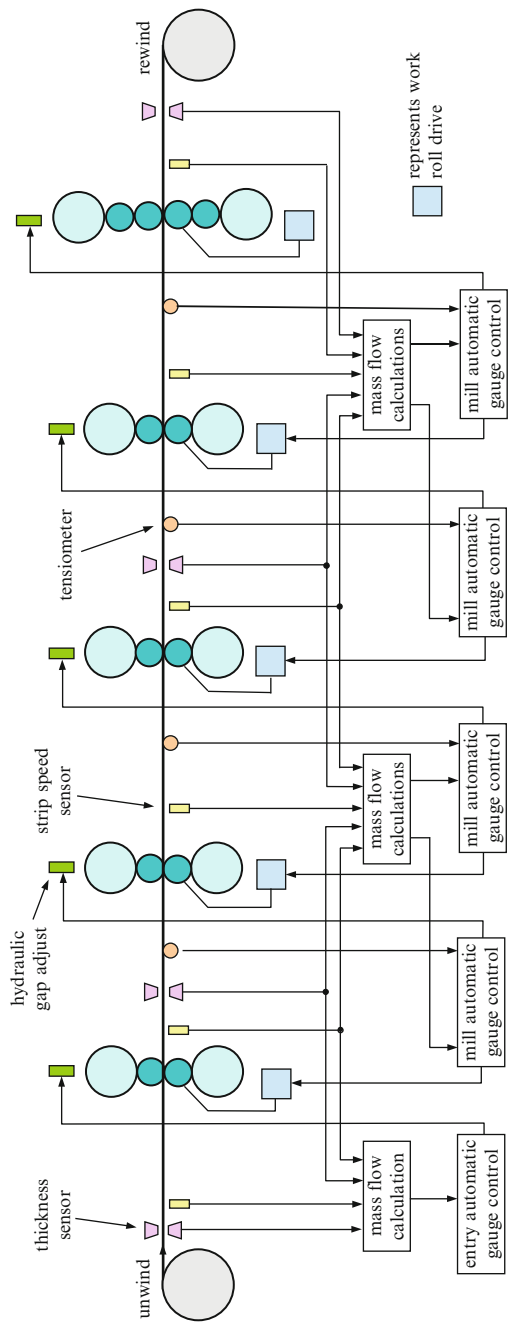 unwind
thickness
sensor
hydraulic
gap adjust
strip speed
sensor
tensiometer
rewind
mass flow
calculation
mass flow
calculations
mass flow
calculations
represents work
roll drive
entry automatic
gauge control
mill automatic
gauge control
mill automatic
gauge control
mill automatic
gauge control
mill automatic
gauge control